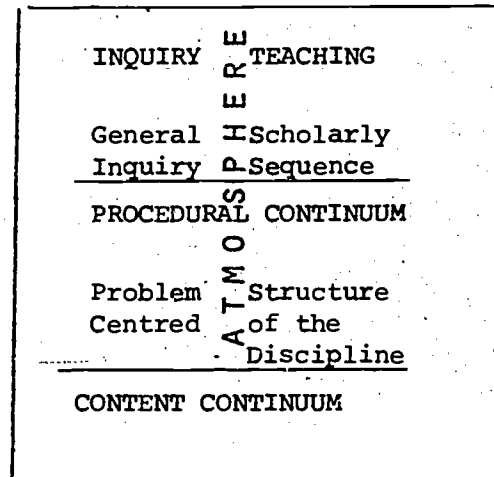 INQUIRY TEACHING
General Scholarly
Inquiry Sequence
PROCEDURAL CONTINUUM
Problem Structure
Centred of the
Discipline
CONTENT CONTINUUM
ATMOSPHERE